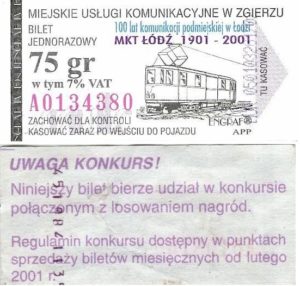 MIEJSKIE USŁUGI KOMUNIKACYJNE W ZGIERZU
BILET
JEDNORAZOWY
100 lat komunikacji podmiejskiej w Łodzi
MKT ŁÓDŹ 1901 - 2001
75 gr
w tym 7% VAT
A0134380
ZACHOWAĆ DLA KONTROLI
KASOWAĆ ZARAZ PO WEJŚCIU DO POJAZDU
TU KASOWAĆ
APP
UWAGA KONKURS!
Niniejszy bilet bierze udział w konkursie
połączonym z losowaniem nagród.
Regulamin konkursu dostępny w punktach
sprzedaży biletów miesięcznych od lutego
2001 r.